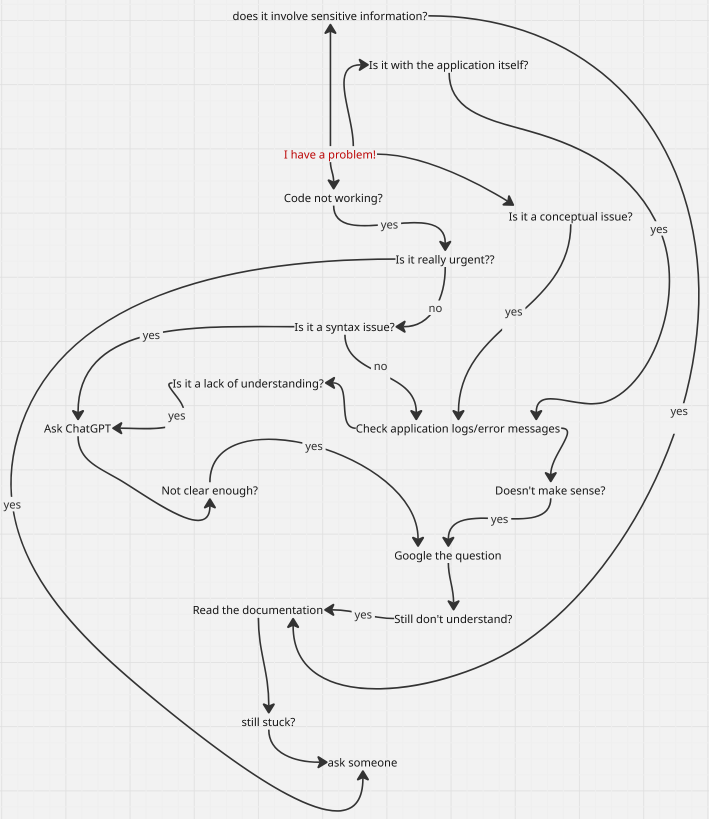 does it involve sensitive information?
Is it with the application itself?
I have a problem!
Code not working?
Is it a conceptual issue?
yes
yes
Is it really urgent??
no
yes
Is it a syntax issue?
yes
no
Is it a lack of understanding?
yes
yes
Ask ChatGPT
Check application logs/error messages
yes
Not clear enough?
Doesn't make sense?
yes
yes
Google the question
Read the documentation
yes
Still don't understand?
still stuck?
ask someone